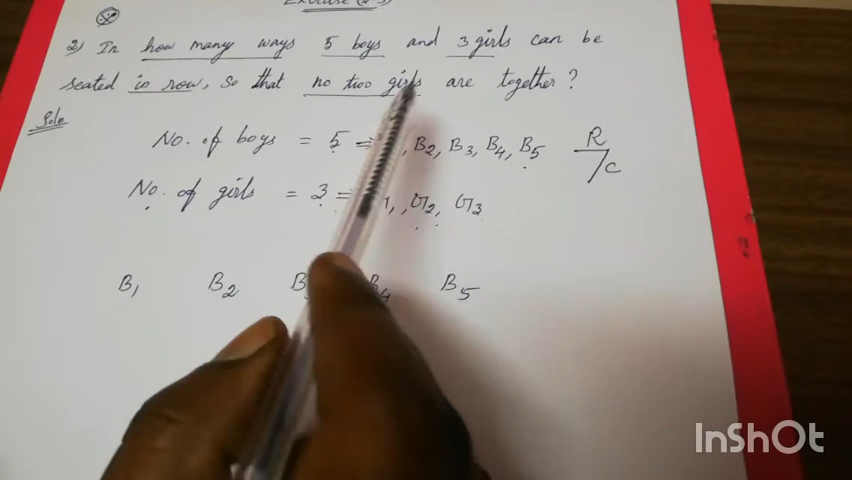 2) In how many ways 5 boys and 3 girls can be
seated in row, so that no two girls are together?
Soln
No. of boys = 5 = , B2, B3, B4, B5
R/c
No. of girls = 3 = , G2, G3
B1 B2 B3 B4 B5
InShOt